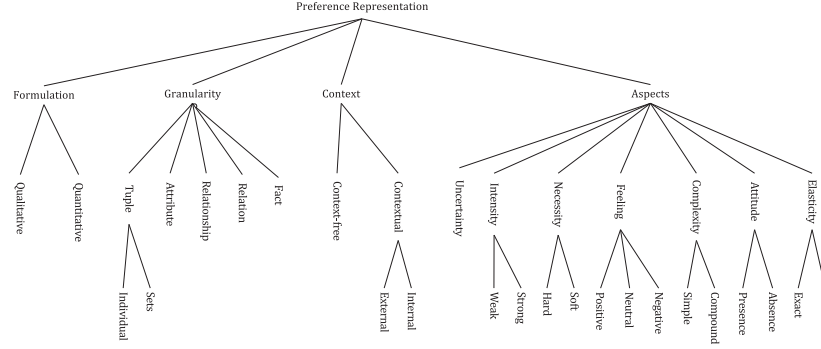 Preference Representation
Formulation
Granularity
Context
Aspects
Qualitative
Quantitative
Tuple
Attribute
Relationship
Relation
Fact
Context-free
Contextual
Uncertainty
Intensity
Necessity
Feeling
Complexity
Attitude
Elasticity
Individual
Sets
External
Internal
Weak
Strong
Hard
Soft
Positive
Neutral
Negative
Simple
Compound
Presence
Absence
Exact